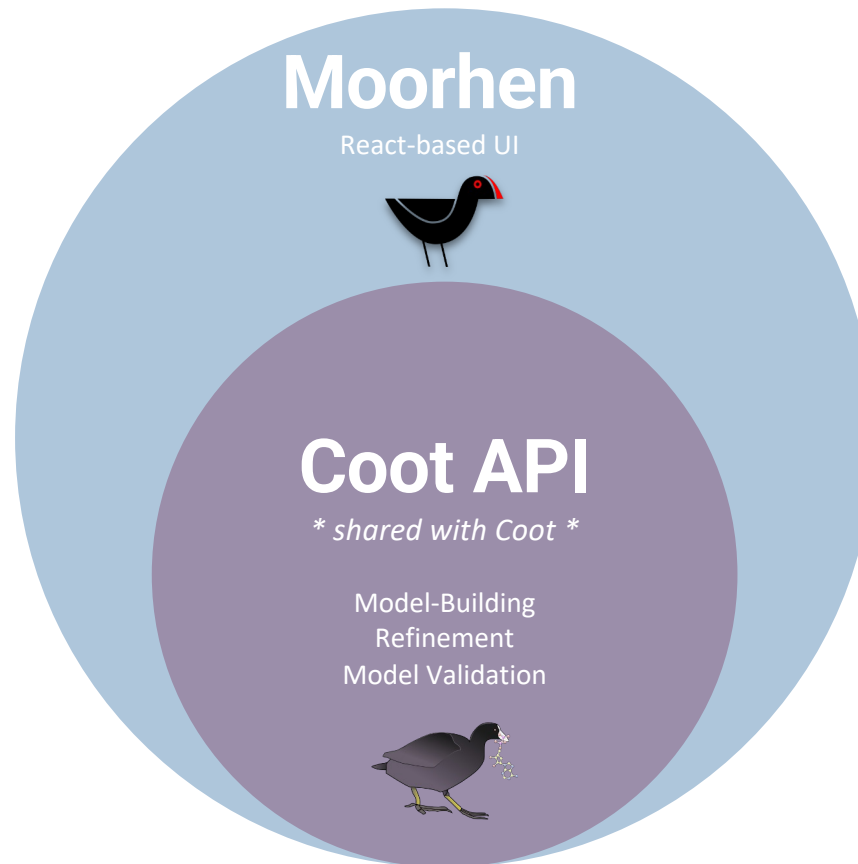 Moorhen
React-based UI
Coot API
* shared with Coot *
Model-Building
Refinement
Model Validation